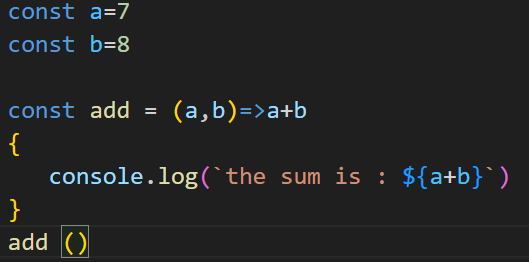 const a=7
const b=8
const add = (a,b)=>a+b
{
console.log(`the sum is : ${a+b}`)
}
add ()